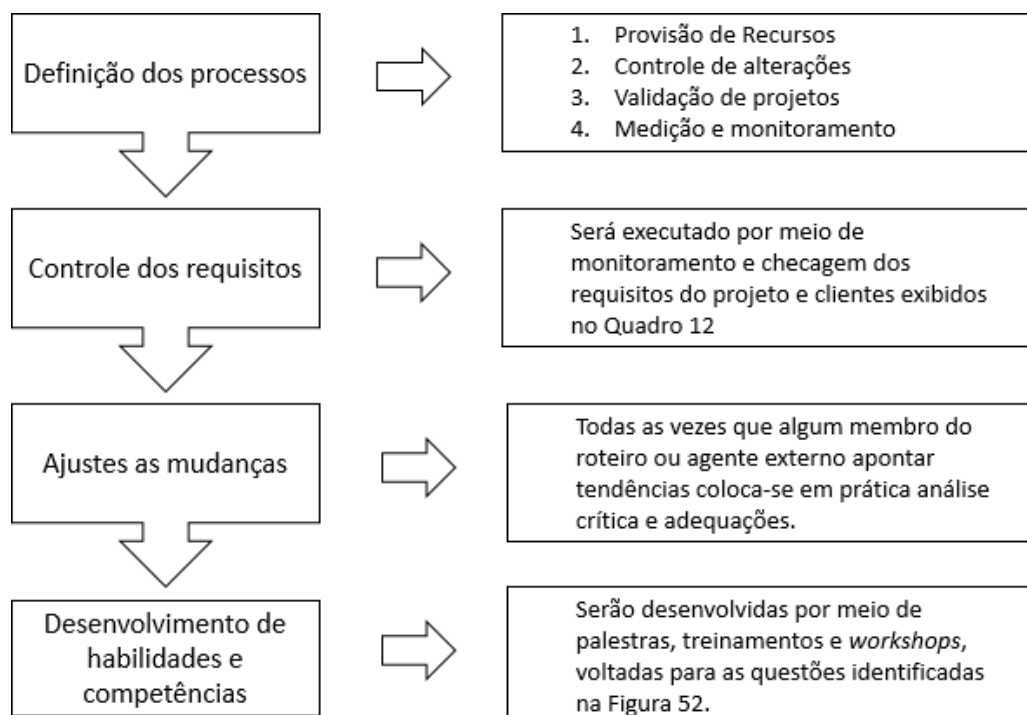 Definição dos processos
1. Provisão de Recursos
2. Controle de alterações
3. Validação de projetos
4. Medição e monitoramento
Controle dos requisitos
Será executado por meio de
monitoramento e checagem dos
requisitos do projeto e clientes exibidos
no Quadro 12
Ajustes as mudanças
Todas as vezes que algum membro do
roteiro ou agente externo apontar
tendências coloca-se em prática análise
crítica e adequações.
Desenvolvimento de
habilidades e
competências
Serão desenvolvidas por meio de
palestras, treinamentos e workshops,
voltadas para as questões identificadas
na Figura 52.